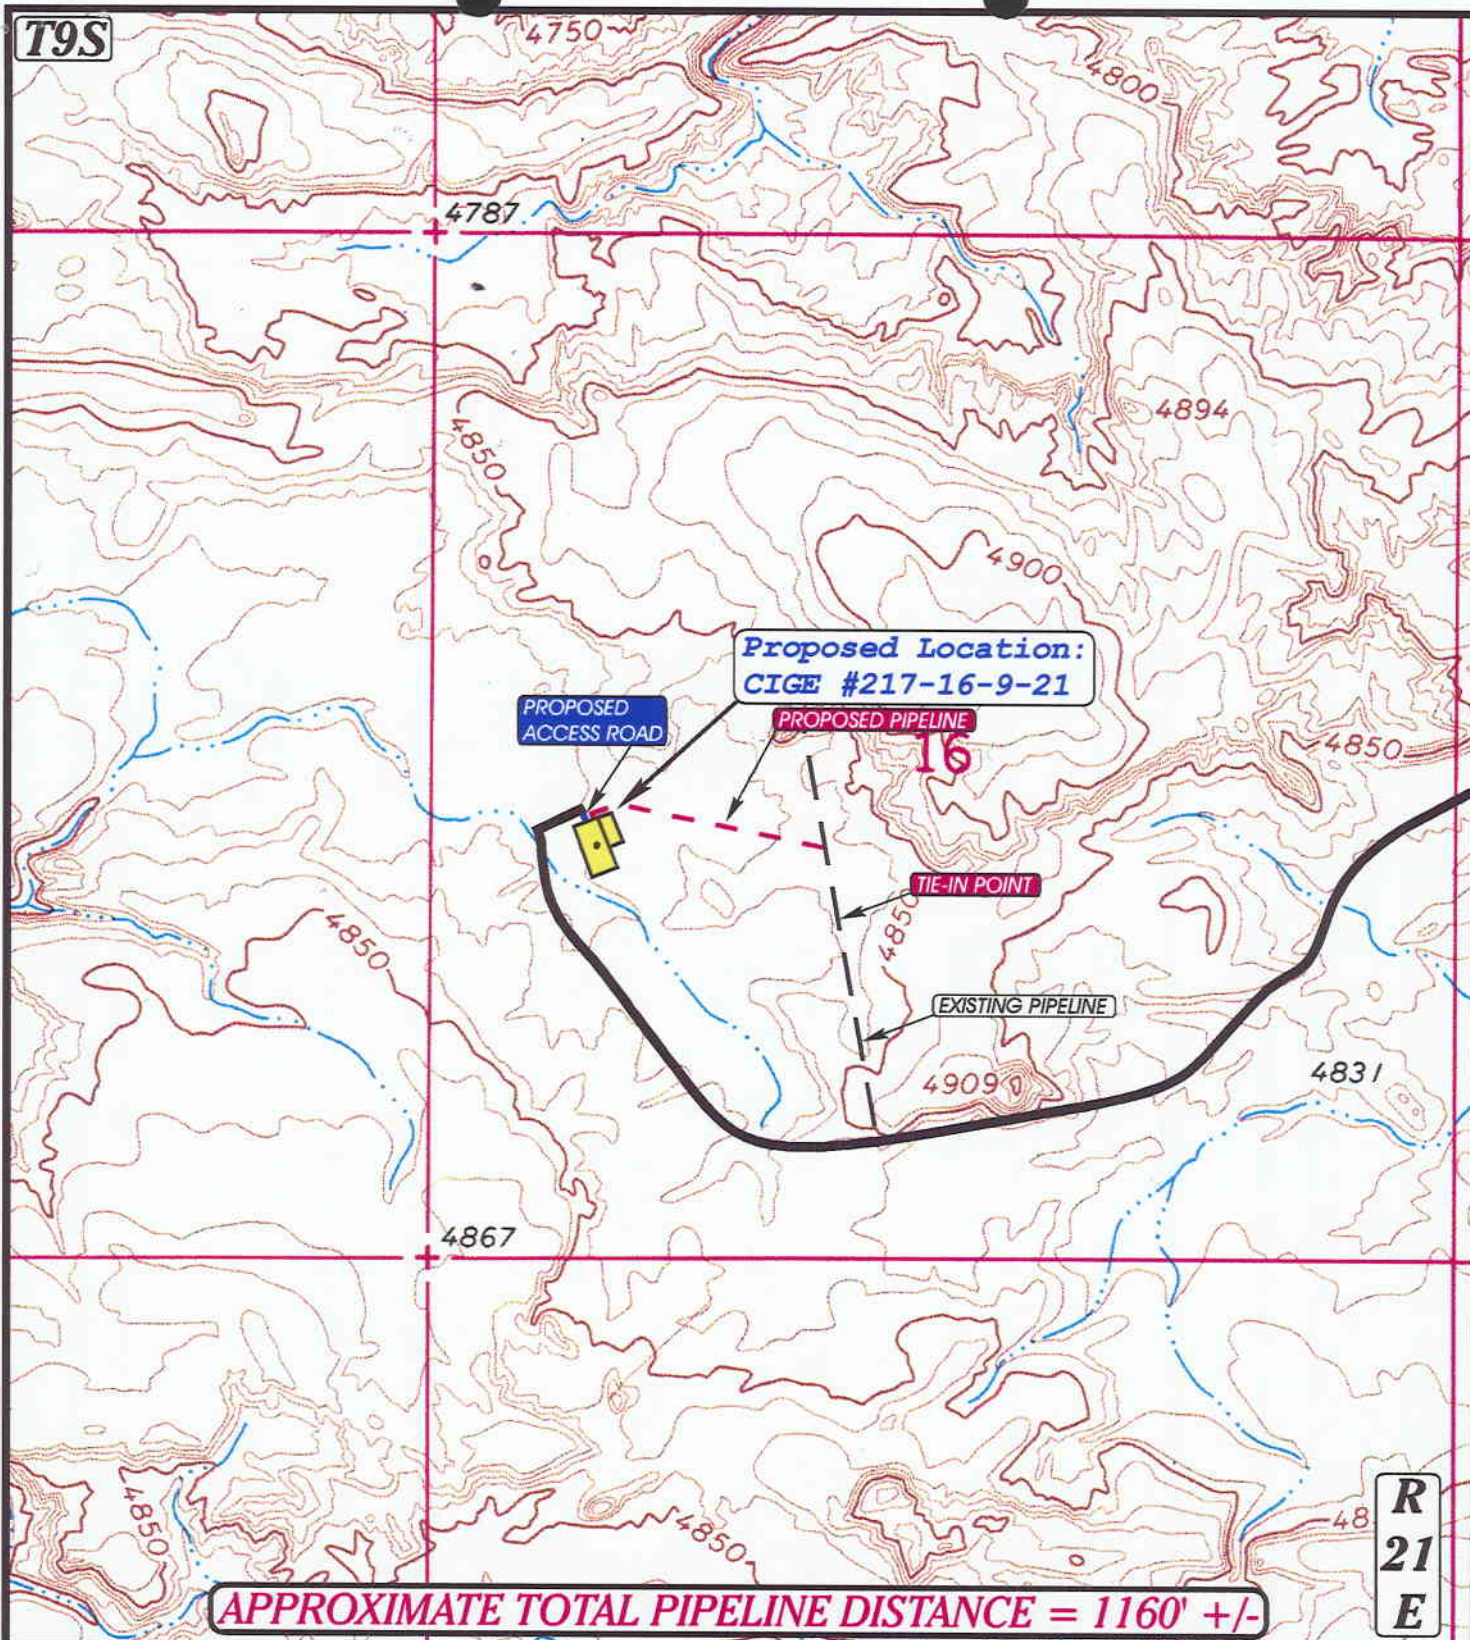 T9S
4750
4800
4787
4894
4850
4900
Proposed Location:
CIGE #217-16-9-21
PROPOSED
ACCESS ROAD
PROPOSED PIPELINE
16
4850
TIE-IN POINT
4850
4850
EXISTING PIPELINE
4909
4831
4867
4850
4850
48
R
21
E
APPROXIMATE TOTAL PIPELINE DISTANCE = 1160' +/-